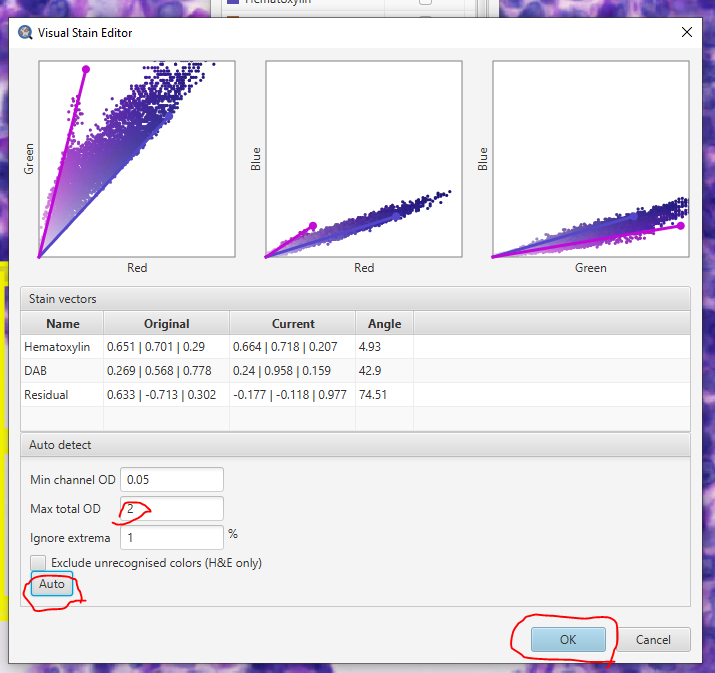 Hematoxylin
Visual Stain Editor
Green
Red
Blue
Red
Blue
Green
Stain vectors
Name Original Current Angle
Hematoxylin 0.651 | 0.701 | 0.29 0.664 | 0.718 | 0.207 4.93
DAB 0.269 | 0.568 | 0.778 0.24 | 0.958 | 0.159 42.9
Residual 0.633 | -0.713 | 0.302 -0.177 | -0.118 | 0.977 74.51
Auto detect
Min channel OD 0.05
Max total OD 2
Ignore extrema 1 %
Exclude unrecognised colors (H&E only)
Auto
OK Cancel